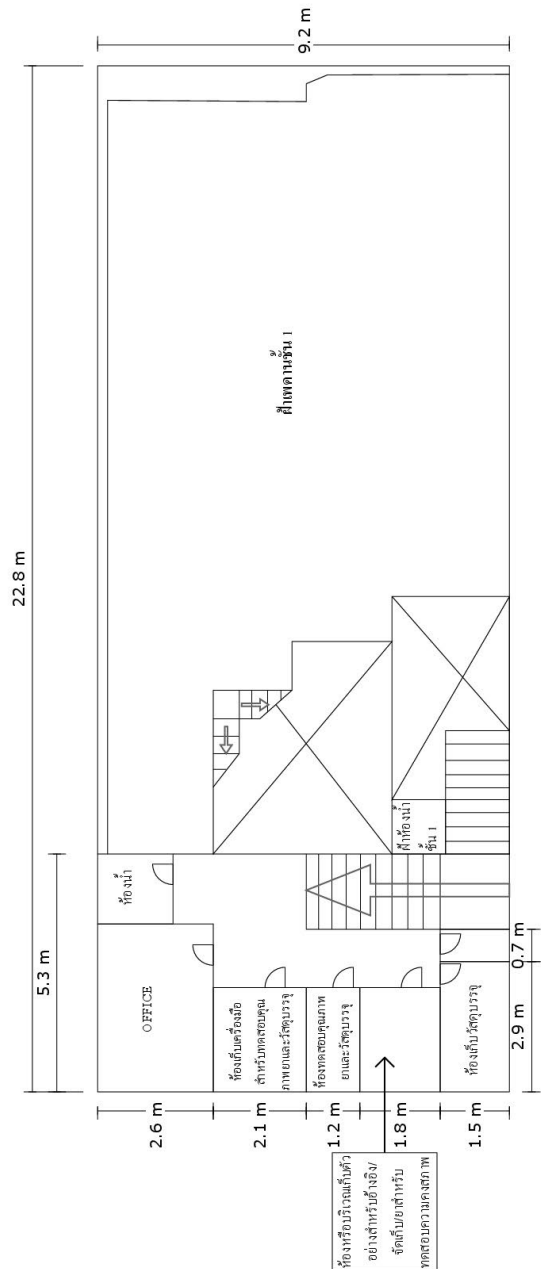 9.2 m
22.8 m
ฝ้าเพดานชั้น 1
5.3 m
ห้องน้ำ
ฝ้าห้องน้ำ
ชั้น 1
OFFICE
ห้องเก็บเครื่องมือ
สำหรับทดสอบคุณ
ภาพยาและวัสดุบรรจุ
ห้องทดสอบคุณภาพ
ยาและวัสดุบรรจุ
ห้องเก็บวัสดุบรรจุ
0.7 m
2.9 m
2.6 m
2.1 m
1.2 m
1.8 m
1.5 m
ห้องหรือบริเวณเก็บตัว
อย่างสำหรับอ้างอิง/
จัดเก็บ/ยาสำหรับ
ทดสอบความคงสภาพ